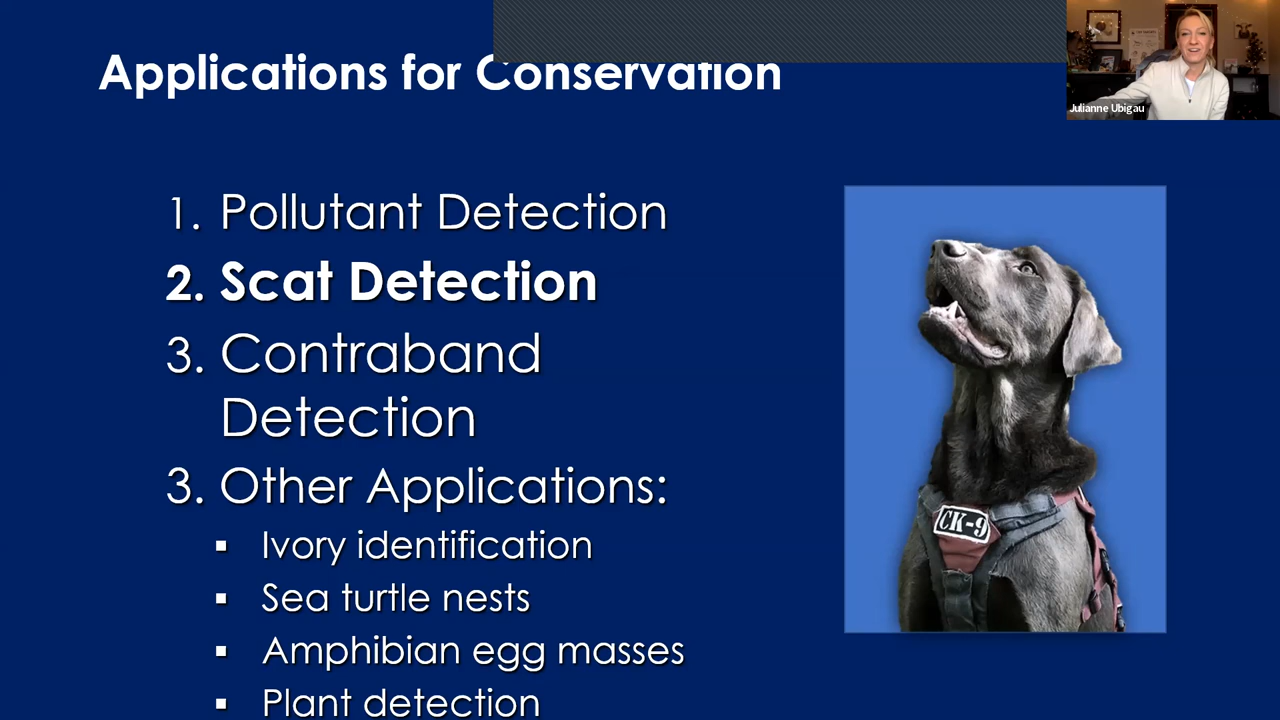 Applications for Conservation
Julianne Ubigau
1. Pollutant Detection
2. Scat Detection
3. Contraband
Detection
3. Other Applications:
▪ Ivory identification
▪ Sea turtle nests
▪ Amphibian egg masses
▪ Plant detection
CK-9